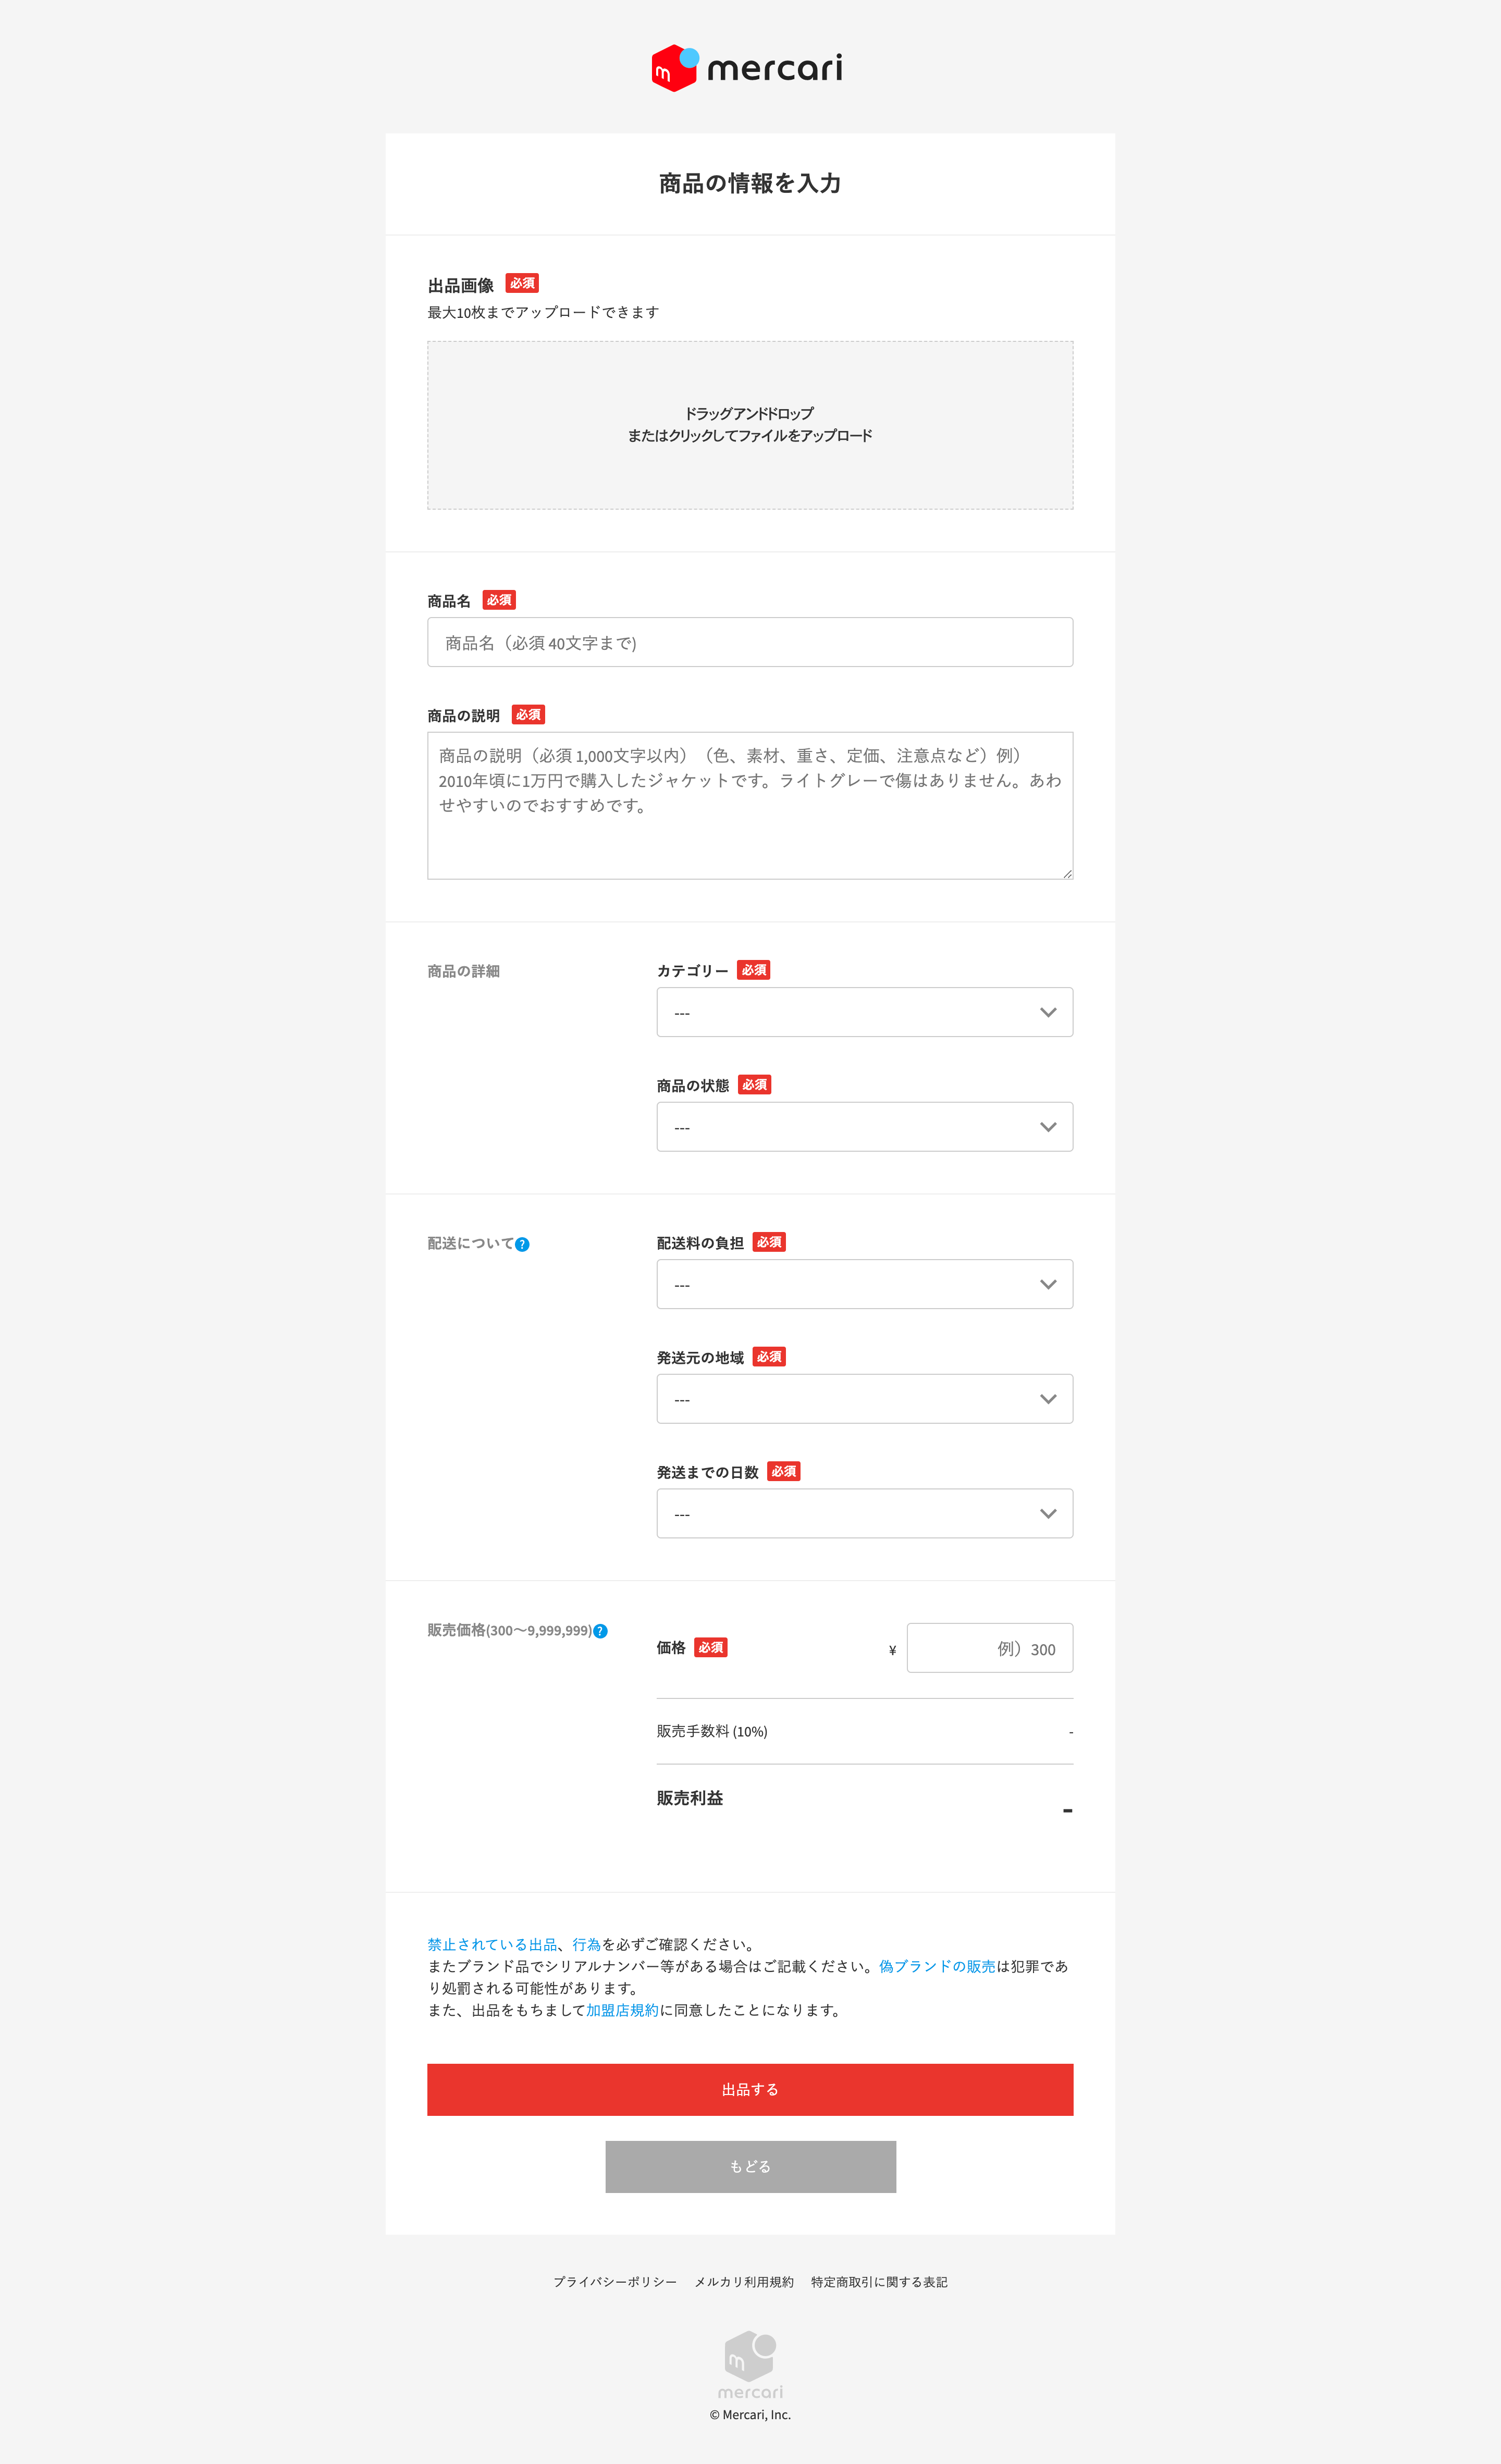 mercari
商品の情報を入力
出品画像 必須
最大10枚までアップロードできます
ドラッグアンドドロップ
またはクリックしてファイルをアップロード
商品名 必須
商品名（必須 40文字まで)
商品の説明 必須
商品の説明（必須 1,000文字以内）（色、素材、重さ、定価、注意点など）例）
2010年頃に1万円で購入したジャケットです。ライトグレーで傷はありません。あわ
せやすいのでおすすめです。
商品の詳細
カテゴリー 必須
---
商品の状態 必須
---
配送について?
配送料の負担 必須
---
発送元の地域 必須
---
発送までの日数 必須
---
販売価格(300〜9,999,999)?
価格 必須 ¥ 例）300
販売手数料 (10%) -
販売利益 -
禁止されている出品、行為を必ずご確認ください。
またブランド品でシリアルナンバー等がある場合はご記載ください。偽ブランドの販売は犯罪であ
り処罰される可能性があります。
また、出品をもちまして加盟店規約に同意したことになります。
出品する
もどる
プライバシーポリシー メルカリ利用規約 特定商取引に関する表記
mercari
© Mercari, Inc.